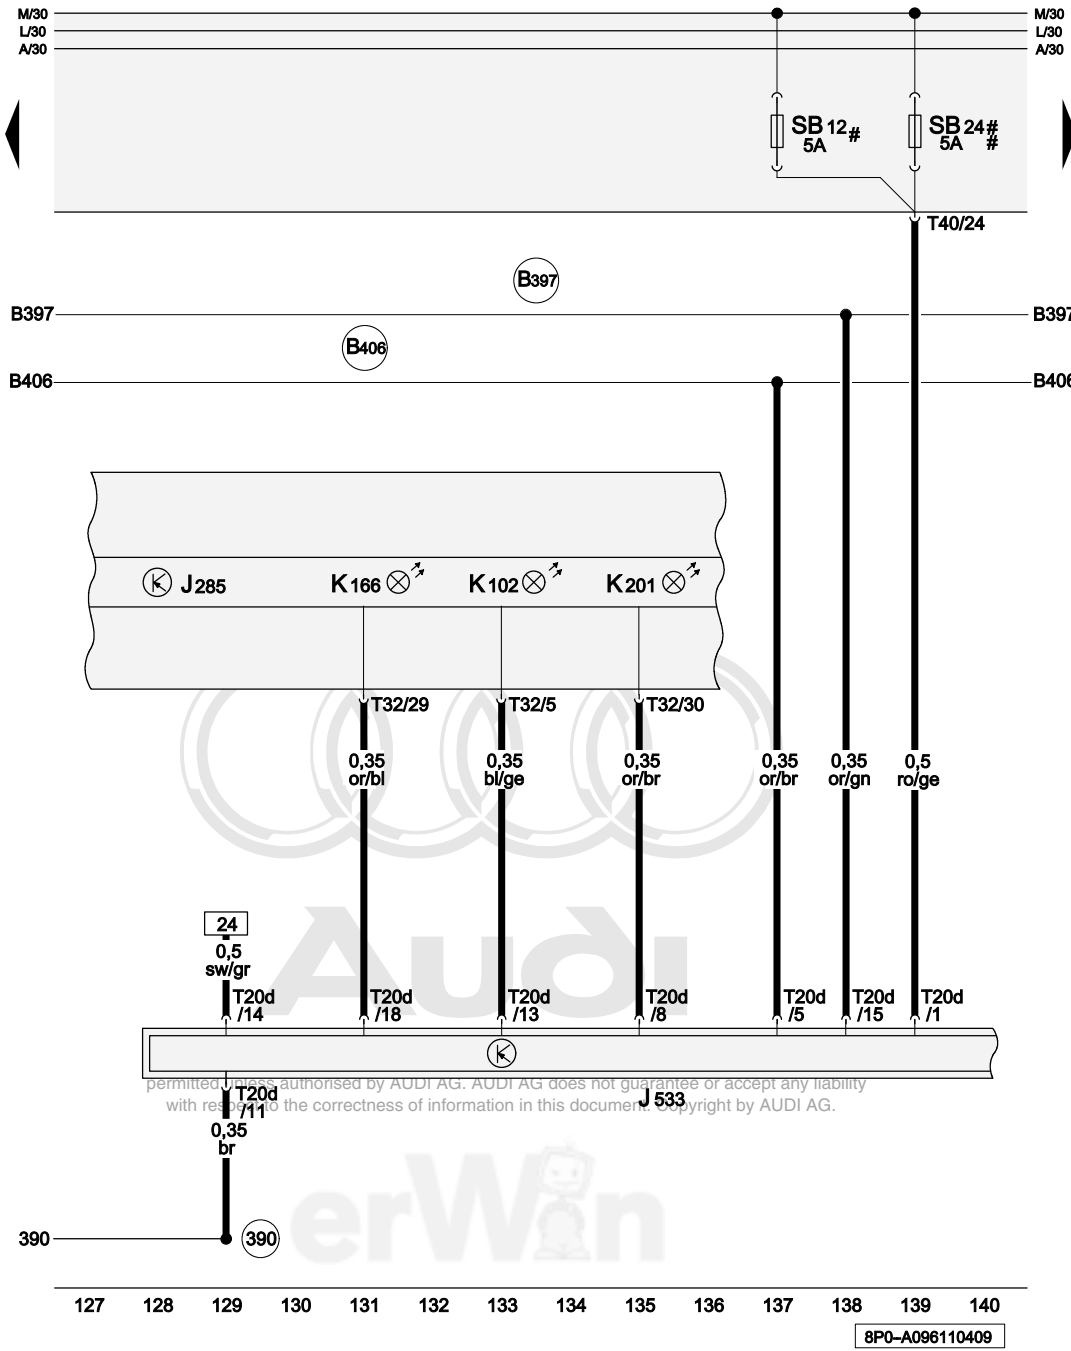 M/30 M/30
L/30 L/30
A/30 A/30
SB 12 # SB 24 #
5A 5A #
T40/24
B397
B397 B397
B406
B406 B406
J 285 K 166 K 102 K 201
T32/29 T32/5 T32/30
0,35 0,35 0,35 0,35 0,35 0,5
or/bl bl/ge or/br or/br or/gn ro/ge
24
0,5
sw/gr
Audi
T20d T20d T20d T20d T20d T20d T20d
/14 /18 /13 /8 /5 /15 /1
permitted unless authorised by AUDI AG. AUDI AG does not guarantee or accept any liability
with respect to the correctness of information in this document. Copyright by AUDI AG.
J 533
T20d
/11
0,35
br
erWin
390 390
127 128 129 130 131 132 133 134 135 136 137 138 139 140
8P0-A096110409